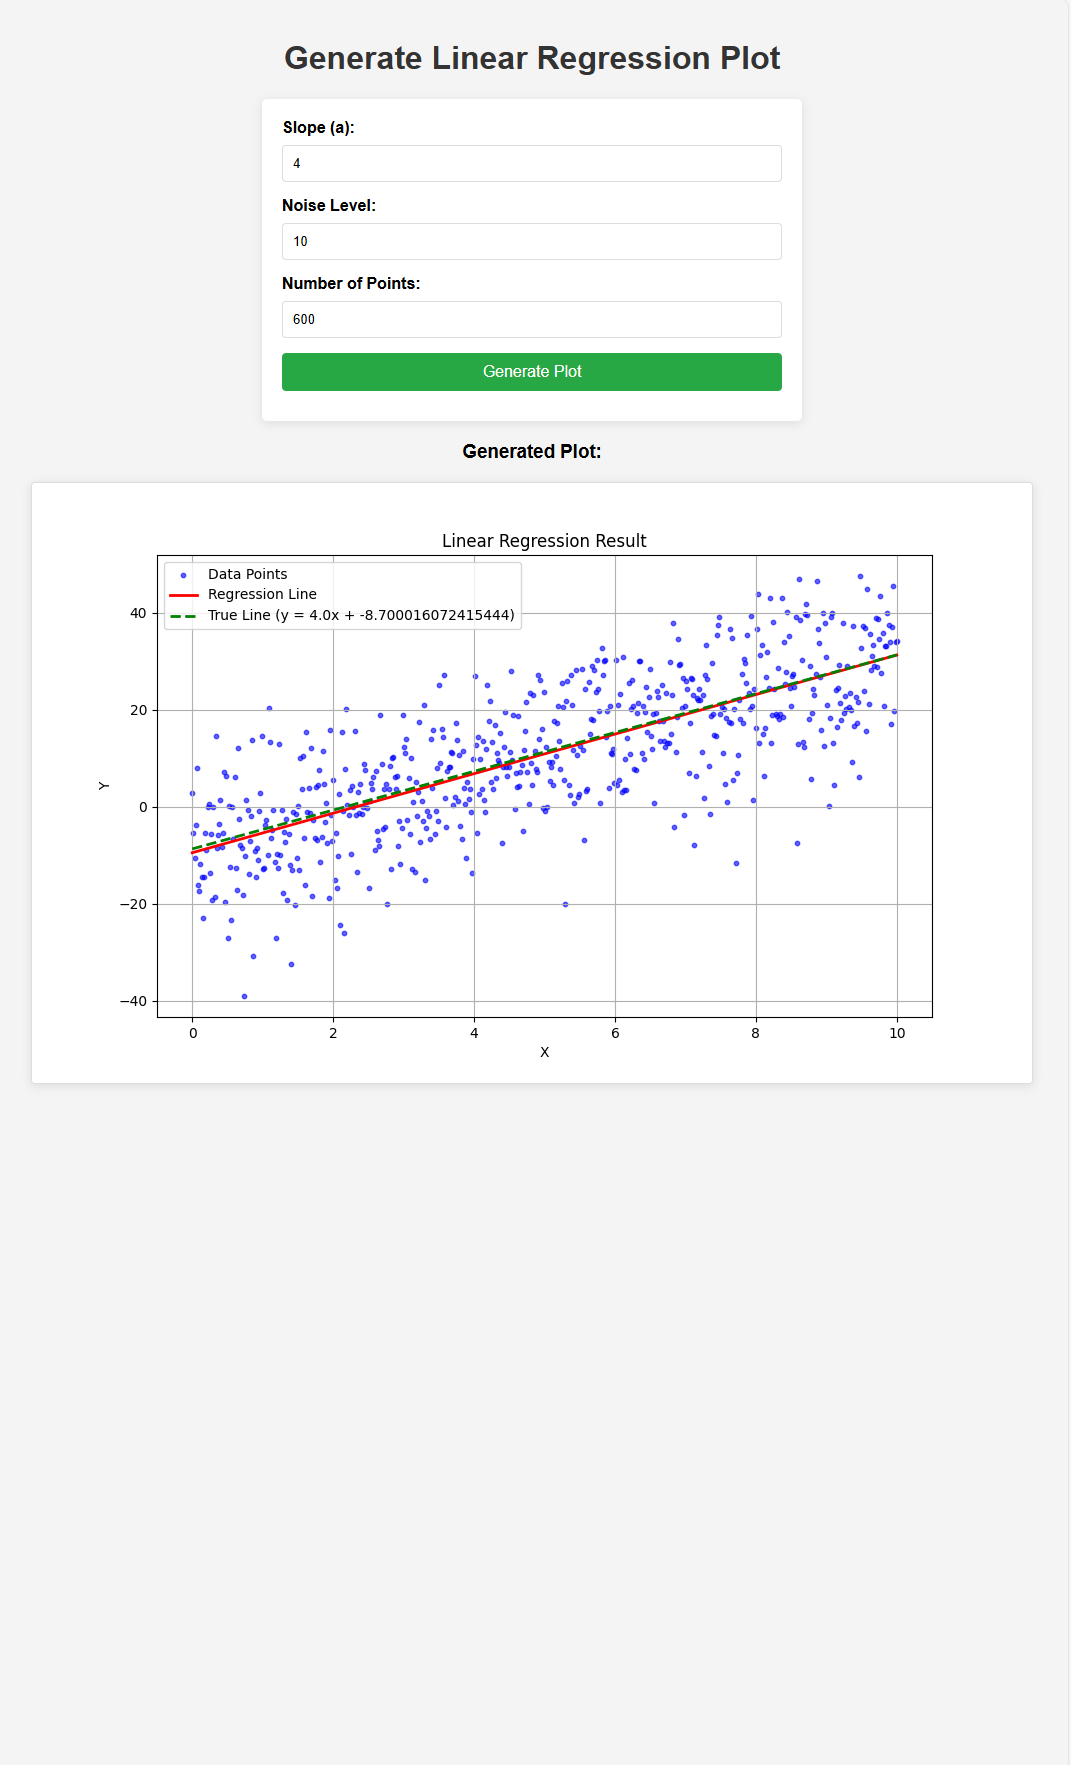 Generate Linear Regression Plot
Slope (a):
4
Noise Level:
10
Number of Points:
600
Generate Plot
Generated Plot:
Linear Regression Result
Data Points
Regression Line
True Line (y = 4.0x + -8.700016072415444)
Y
40
20
0
−20
−40
0 2 4 6 8 10
X